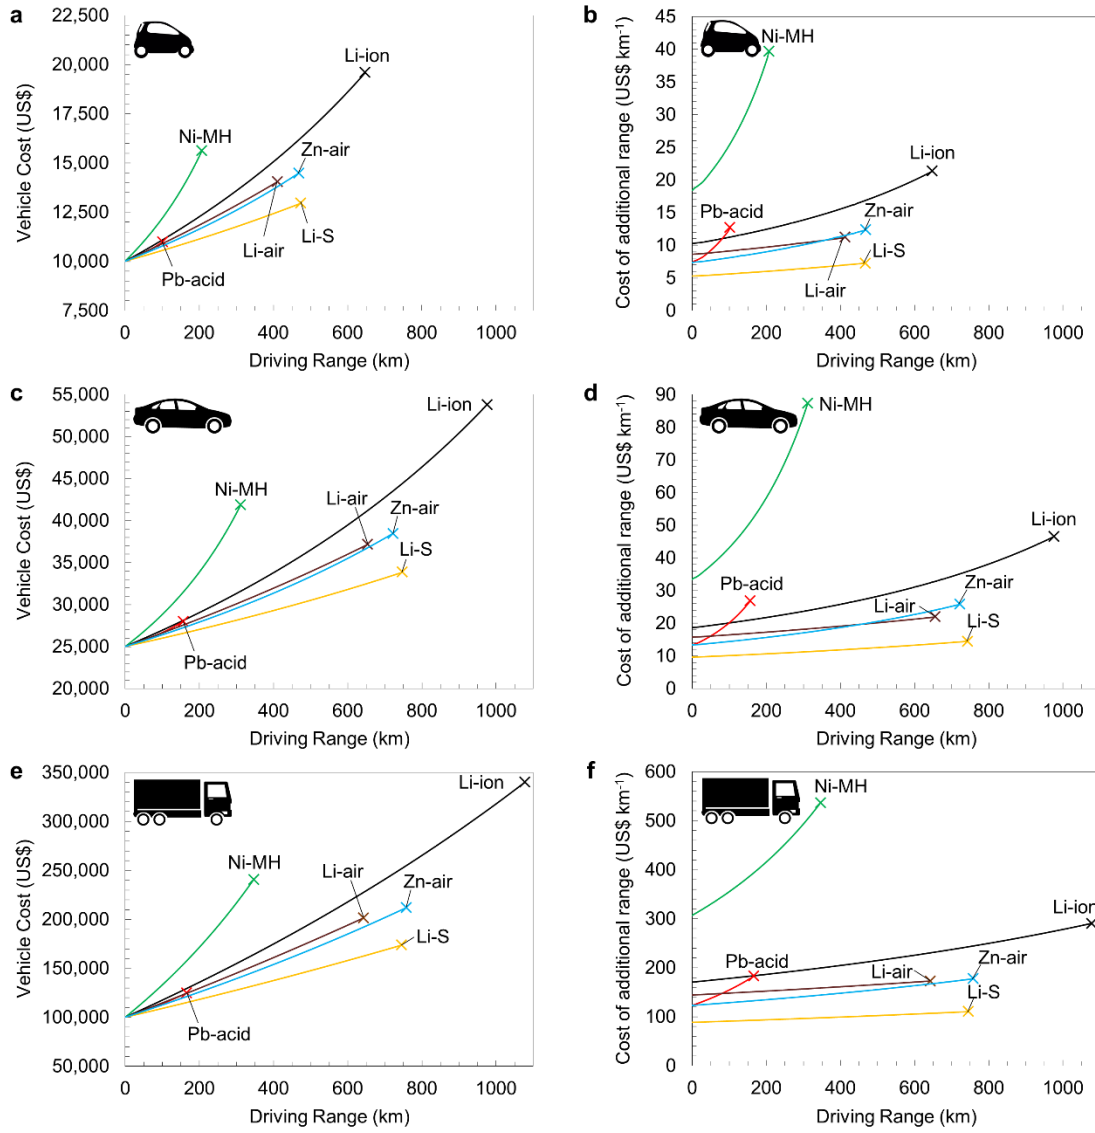 a
22,500
20,000
17,500
15,000
12,500
10,000
7,500
Vehicle Cost (US$)
Ni-MH
Li-ion
Zn-air
Li-air
Li-S
Pb-acid
0 200 400 600 800 1000
Driving Range (km)
b
45
40
35
30
25
20
15
10
5
0
Cost of additional range (US$ km-1)
Ni-MH
Li-ion
Pb-acid
Zn-air
Li-S
Li-air
0 200 400 600 800 1000
Driving Range (km)
c
55,000
50,000
45,000
40,000
35,000
30,000
25,000
20,000
Vehicle Cost (US$)
Li-ion
Ni-MH
Li-air
Zn-air
Li-S
Pb-acid
0 200 400 600 800 1000
Driving Range (km)
d
90
80
70
60
50
40
30
20
10
0
Cost of additional range (US$ km-1)
Ni-MH
Li-ion
Pb-acid
Zn-air
Li-air
Li-S
0 200 400 600 800 1000
Driving Range (km)
e
350,000
300,000
250,000
200,000
150,000
100,000
50,000
Vehicle Cost (US$)
Li-ion
Ni-MH
Li-air
Zn-air
Li-S
Pb-acid
0 200 400 600 800 1000
Driving Range (km)
f
600
500
400
300
200
100
0
Cost of additional range (US$ km-1)
Ni-MH
Li-ion
Pb-acid
Li-air
Zn-air
Li-S
0 200 400 600 800 1000
Driving Range (km)